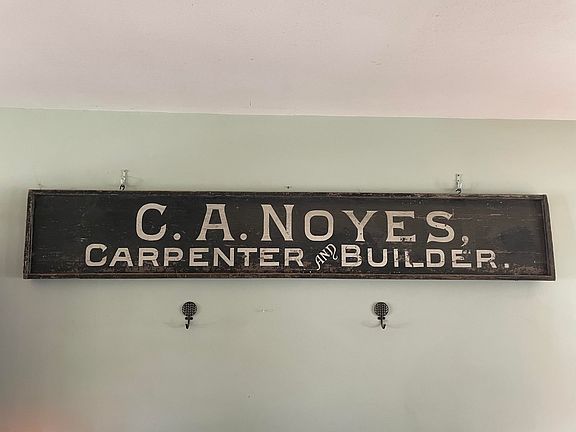 C. A. NOYES,
CARPENTER AND BUILDER.